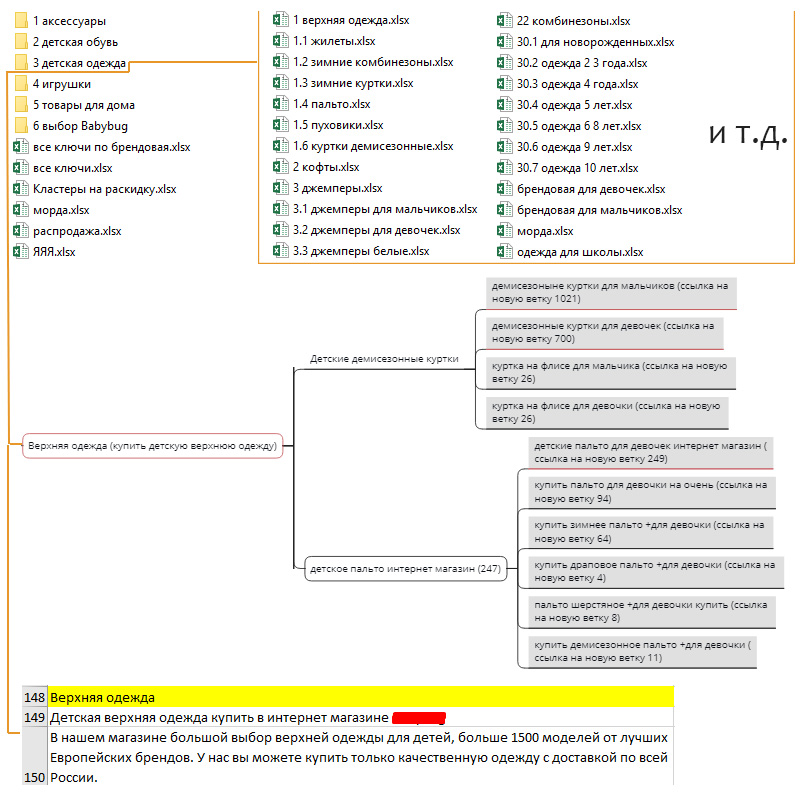 1 аксессуары
2 детская обувь
3 детская одежда
4 игрушки
5 товары для дома
6 выбор Babybug
все ключи по брендовая.xlsx
все ключи.xlsx
Кластеры на раскидку.xlsx
морда.xlsx
распродажа.xlsx
ЯЯЯ.xlsx
1 верхняя одежда.xlsx
1.1 жилеты.xlsx
1.2 зимние комбинезоны.xlsx
1.3 зимние куртки.xlsx
1.4 пальто.xlsx
1.5 пуховики.xlsx
1.6 куртки демисезонные.xlsx
2 кофты.xlsx
3 джемперы.xlsx
3.1 джемперы для мальчиков.xlsx
3.2 джемперы для девочек.xlsx
3.3 джемперы белые.xlsx
22 комбинезоны.xlsx
30.1 для новорожденных.xlsx
30.2 одежда 2 3 года.xlsx
30.3 одежда 4 года.xlsx
30.4 одежда 5 лет.xlsx
30.5 одежда 6 8 лет.xlsx
30.6 одежда 9 лет.xlsx
30.7 одежда 10 лет.xlsx
брендовая для девочек.xlsx
брендовая для мальчиков.xlsx
морда.xlsx
одежда для школы.xlsx
и т.д.
Верхняя одежда (купить детскую верхнюю одежду)
Детские демисезонные куртки
демисезоныне куртки для мальчиков (ссылка на
новую ветку 1021)
демисезонные куртки для девочек (ссылка на
новую ветку 700)
куртка на флисе для мальчика (ссылка на новую
ветку 26)
куртка на флисе для девочки (ссылка на новую
ветку 26)
детское пальто интернет магазин (247)
детские пальто для девочек интернет магазин (
ссылка на новую ветку 249)
купить пальто для девочки на очень (ссылка на
новую ветку 94)
купить зимнее пальто +для девочки (ссылка на
новую ветку 64)
купить драповое пальто +для девочки (ссылка на
новую ветку 4)
пальто шерстяное +для девочки купить (ссылка
на новую ветку 8)
купить демисезонное пальто +для девочки (
ссылка на новую ветку 11)
148 Верхняя одежда
149 Детская верхняя одежда купить в интернет магазине
В нашем магазине большой выбор верхней одежды для детей, больше 1500 моделей от лучших
Европейских брендов. У нас вы можете купить только качественную одежду с доставкой по всей
150 России.